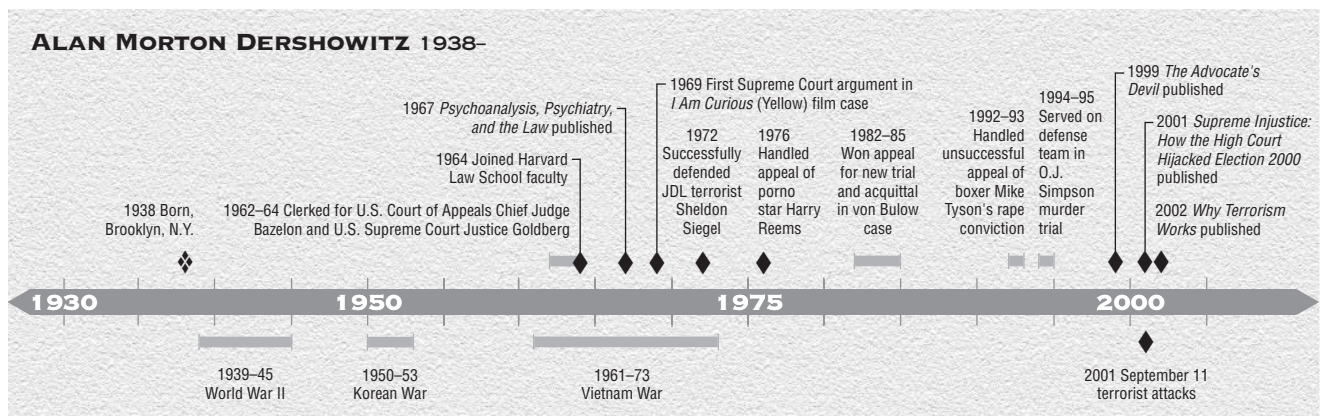 ALAN MORTON DERSHOWITZ 1938–
1938 Born,
Brooklyn, N.Y.
1962–64 Clerked for U.S. Court of Appeals Chief Judge
Bazelon and U.S. Supreme Court Justice Goldberg
1964 Joined Harvard
Law School faculty
1967 Psychoanalysis, Psychiatry,
and the Law published
1969 First Supreme Court argument in
I Am Curious (Yellow) film case
1972
Successfully
defended
JDL terrorist
Sheldon
Siegel
1976
Handled
appeal of
porno
star Harry
Reems
1982–85
Won appeal
for new trial
and acquittal
in von Bulow
case
1992–93
Handled
unsuccessful
appeal of
boxer Mike
Tyson's rape
conviction
1994–95
Served on
defense
team in
O.J.
Simpson
murder
trial
1999 The Advocate's
Devil published
2001 Supreme Injustice:
How the High Court
Hijacked Election 2000
published
2002 Why Terrorism
Works published
1930 1950 1975 2000
1939–45
World War II
1950–53
Korean War
1961–73
Vietnam War
2001 September 11
terrorist attacks